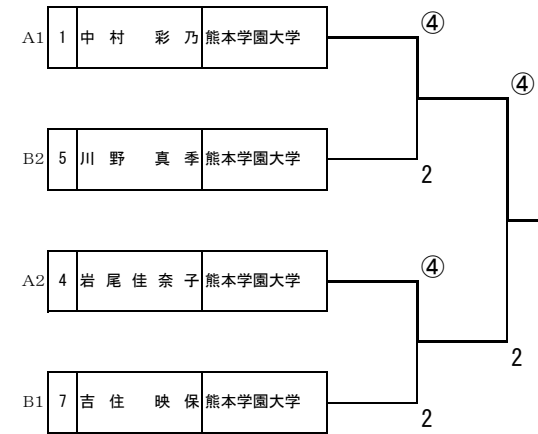 A1 1 中村 彩乃 熊本学園大学 ④
④
B2 5 川野 真季 熊本学園大学 2
A2 4 岩尾佳奈子 熊本学園大学 ④
2
B1 7 吉住 映保 熊本学園大学 2